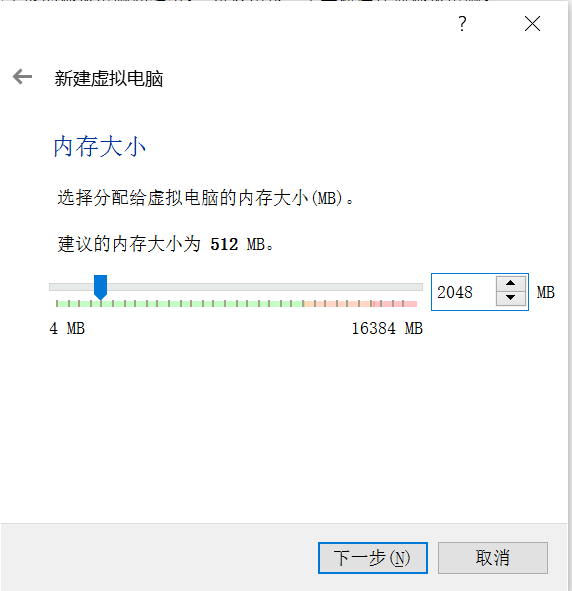 ?
新建虚拟电脑
内存大小
选择分配给虚拟电脑的内存大小(MB)。
建议的内存大小为 512 MB。
2048 MB
4 MB 16384 MB
下一步(N) 取消